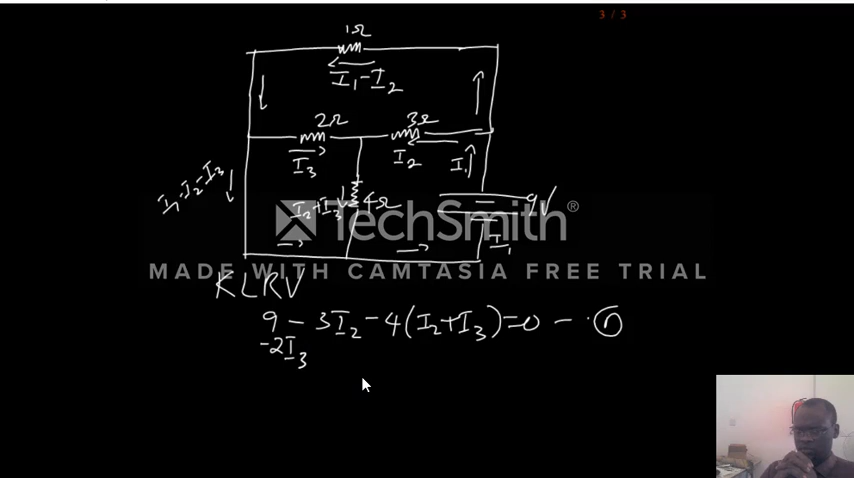 3 / 3
1Ω
I₁-I₂
2Ω
3Ω
I₃
I₂
I₁
I₁-I₂-I₃
I₂+I₃
4Ω
9V
I₁
TechSmith®
MADE WITH CAMTASIA FREE TRIAL
KLRV
9 - 3I₂ - 4(I₂+I₃) = 0 - ①
-2I₃